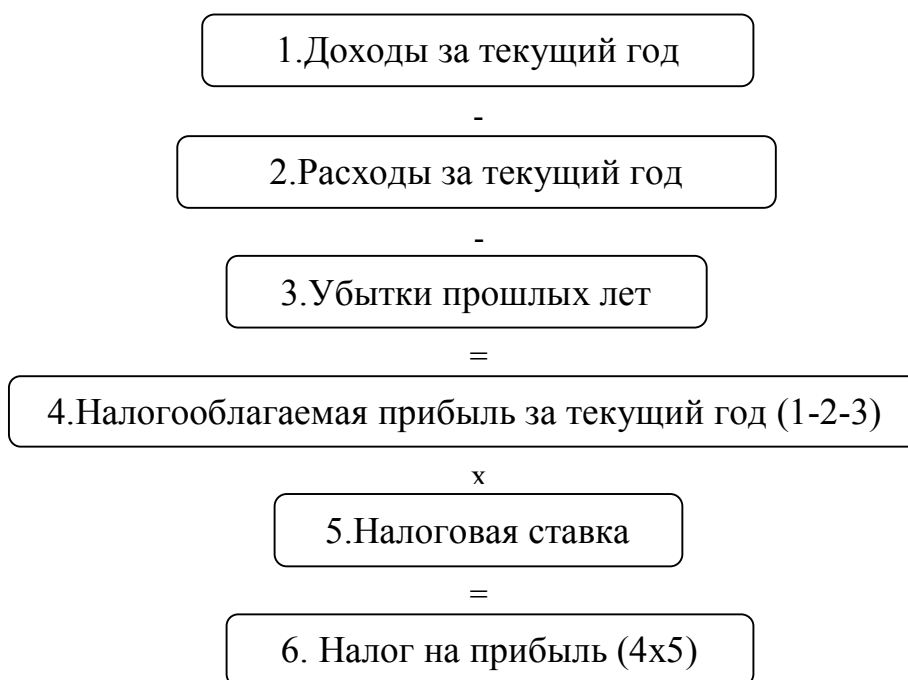 1.Доходы за текущий год
-
2.Расходы за текущий год
-
3.Убытки прошлых лет
=
4.Налогооблагаемая прибыль за текущий год (1-2-3)
х
5.Налоговая ставка
=
6. Налог на прибыль (4х5)